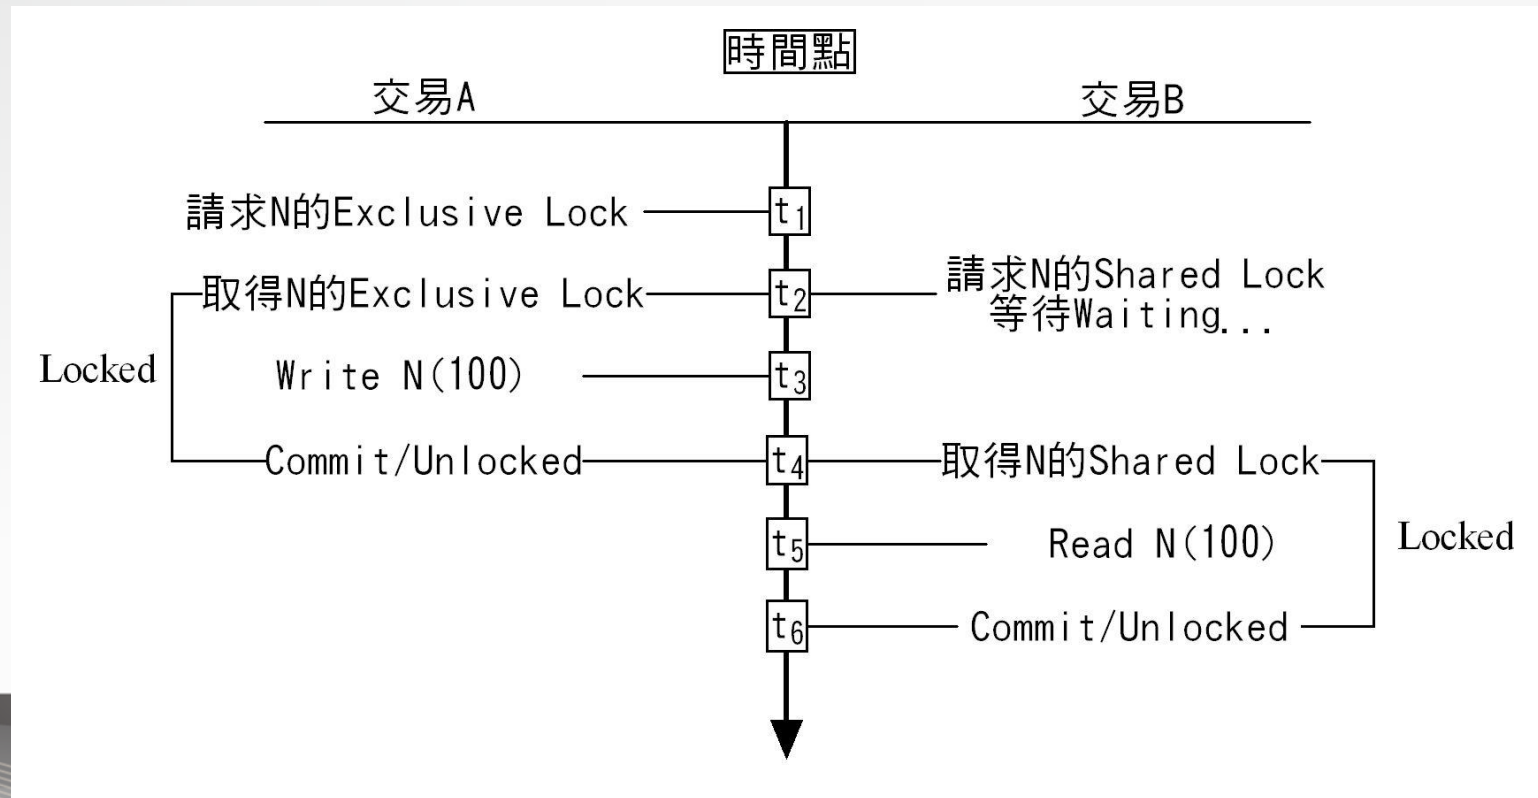 時間點
交易A
交易B
請求N的Exclusive Lock
t1
取得N的Exclusive Lock
t2
請求N的Shared Lock
等待Waiting...
Locked
Write N(100)
t3
Commit/Unlocked
t4
取得N的Shared Lock
t5
Read N(100)
Locked
t6
Commit/Unlocked